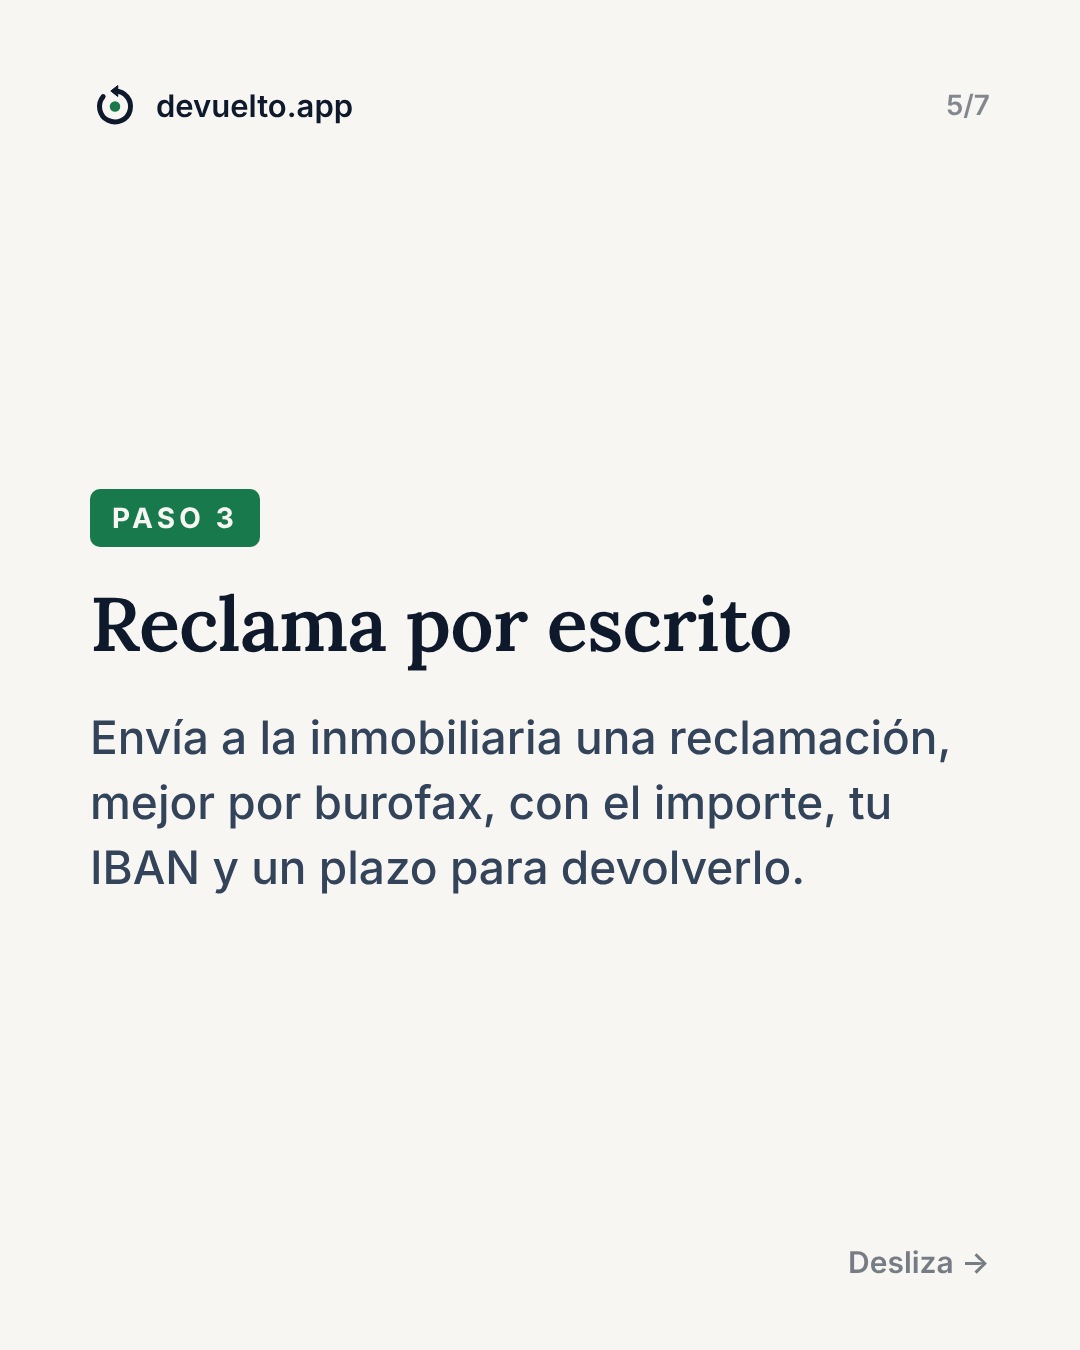 devuelto.app
5/7
PASO 3
Reclama por escrito
Envía a la inmobiliaria una reclamación,
mejor por burofax, con el importe, tu
IBAN y un plazo para devolverlo.
Desliza →